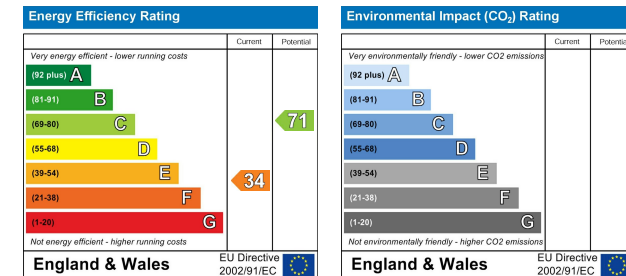 Energy Efficiency Rating
Current Potential
Very energy efficient - lower running costs
(92 plus) A
(81-91) B
(69-80) C
71
(55-68) D
(39-54) E
34
(21-38) F
(1-20) G
Not energy efficient - higher running costs
England & Wales
EU Directive
2002/91/EC
Environmental Impact (CO2) Rating
Current Potential
Very environmentally friendly - lower CO2 emissions
(92 plus) A
(81-91) B
(69-80) C
(55-68) D
(39-54) E
(21-38) F
(1-20) G
Not environmentally friendly - higher CO2 emissions
England & Wales
EU Directive
2002/91/EC